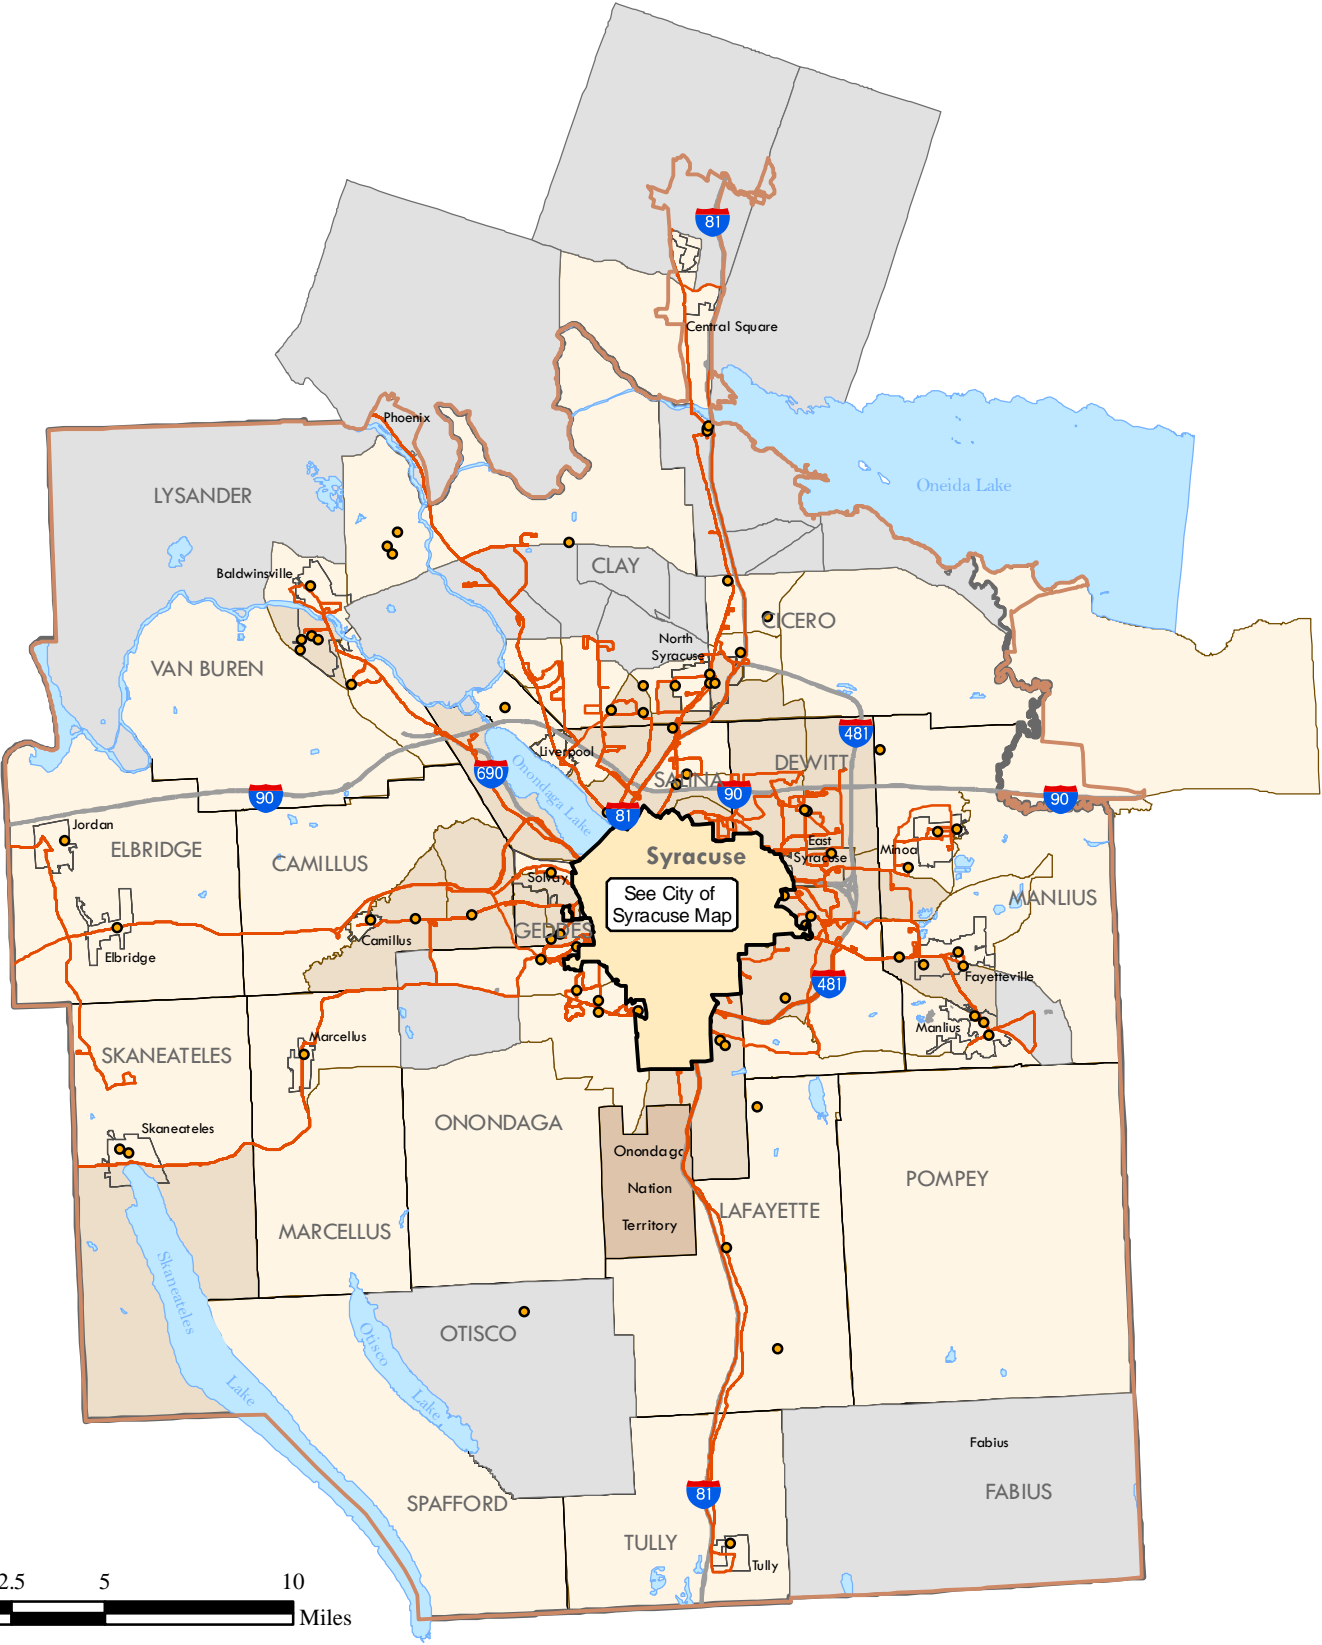 81
Central Square
Phoenix
Oneida Lake
LYSANDER
CLAY
Baldwinsville
CICERO
North
Syracuse
VAN BUREN
481
Liverpool
DEWITT
690
Onondaga Lake
SALINA
90
90
90
81
Jordan
ELBRIDGE
CAMILLUS
Syracuse
East
Syracuse
Minoa
Solvay
See City of
Syracuse Map
MANLIUS
GEDDES
Camillus
Elbridge
Fayetteville
481
Manlius
Marcellus
SKANEATELES
Skaneateles
ONONDAGA
Onondaga
Nation
Territory
POMPEY
LAFAYETTE
MARCELLUS
Skaneateles
Lake
Otisco
Lake
OTISCO
Fabius
FABIUS
81
SPAFFORD
TULLY
Tully
2.5 5 10
Miles